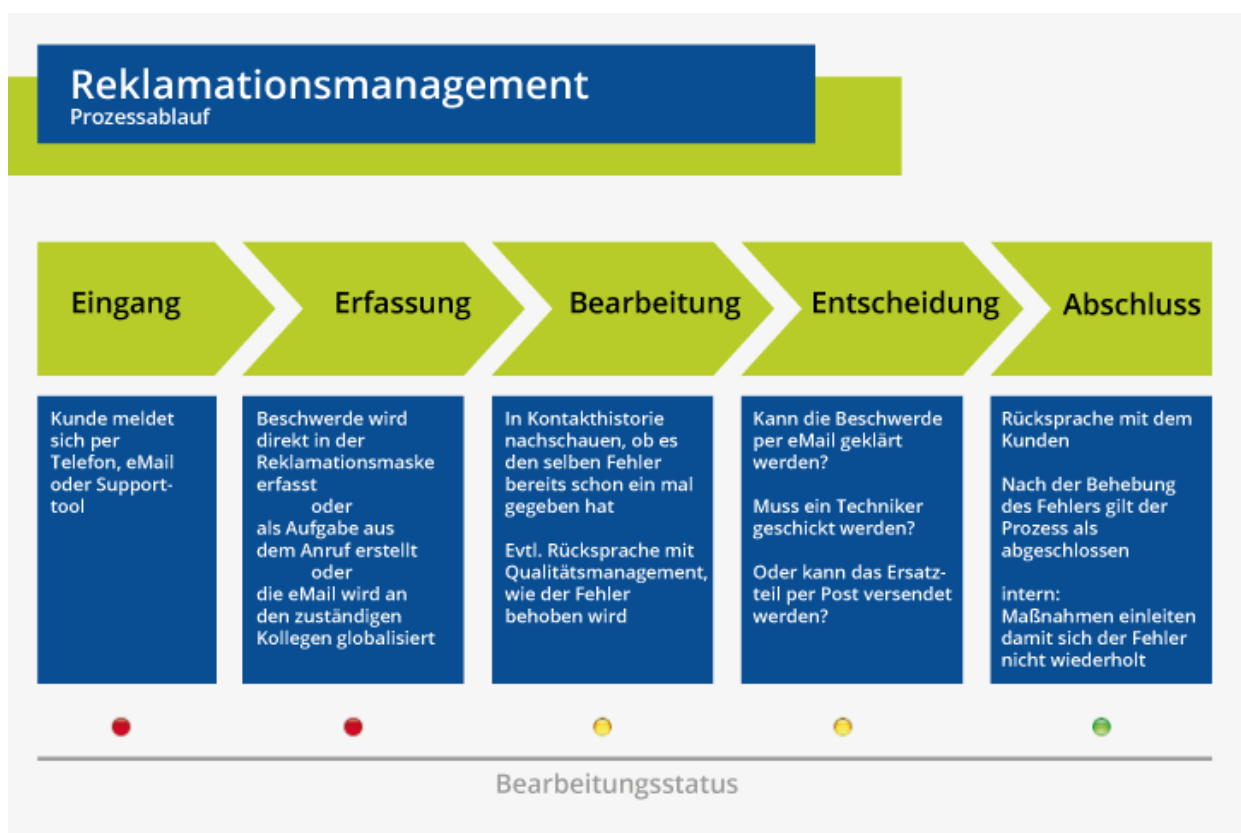 Reklamationsmanagement
Prozessablauf
Eingang
Erfassung
Bearbeitung
Entscheidung
Abschluss
Kunde meldet
sich per
Telefon, eMail
oder Support-
tool
Beschwerde wird
direkt in der
Reklamationsmaske
erfasst
oder
als Aufgabe aus
dem Anruf erstellt
oder
die eMail wird an
den zuständigen
Kollegen globalisiert
In Kontakthistorie
nachschauen, ob es
den selben Fehler
bereits schon ein mal
gegeben hat
Evtl. Rücksprache mit
Qualitätsmanagement,
wie der Fehler
behoben wird
Kann die Beschwerde
per eMail geklärt
werden?
Muss ein Techniker
geschickt werden?
Oder kann das Ersatz-
teil per Post versendet
werden?
Rücksprache mit dem
Kunden
Nach der Behebung
des Fehlers gilt der
Prozess als
abgeschlossen
intern:
Maßnahmen einleiten
damit sich der Fehler
nicht wiederholt
Bearbeitungsstatus